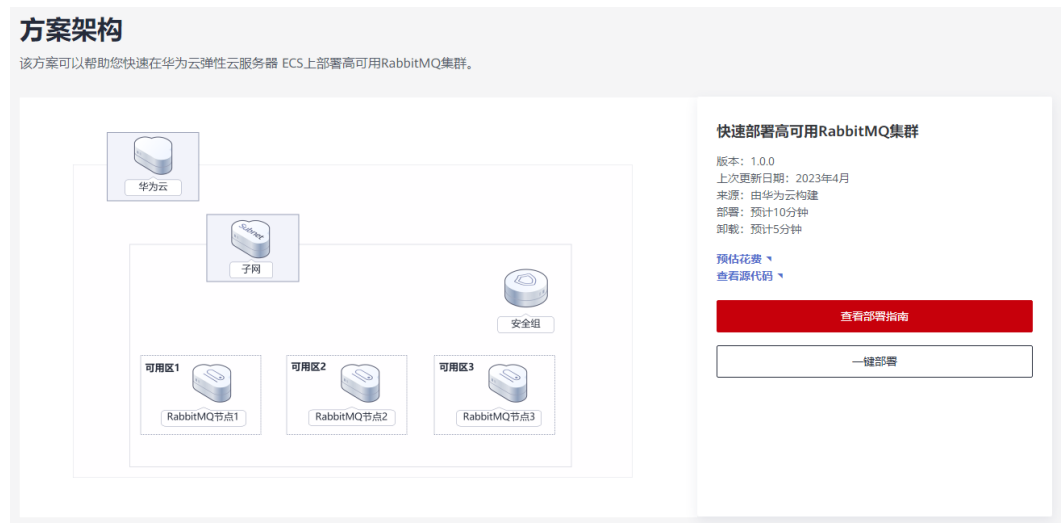 方案架构
该方案可以帮助您快速在华为云弹性云服务器 ECS上部署高可用RabbitMQ集群。
华为云
Subnet
子网
安全组
可用区1
可用区2
可用区3
RabbitMQ节点1
RabbitMQ节点2
RabbitMQ节点3
快速部署高可用RabbitMQ集群
版本：1.0.0
上次更新日期：2023年4月
来源：由华为云构建
部署：预计10分钟
卸载：预计5分钟
预估花费
查看源代码
查看部署指南
一键部署